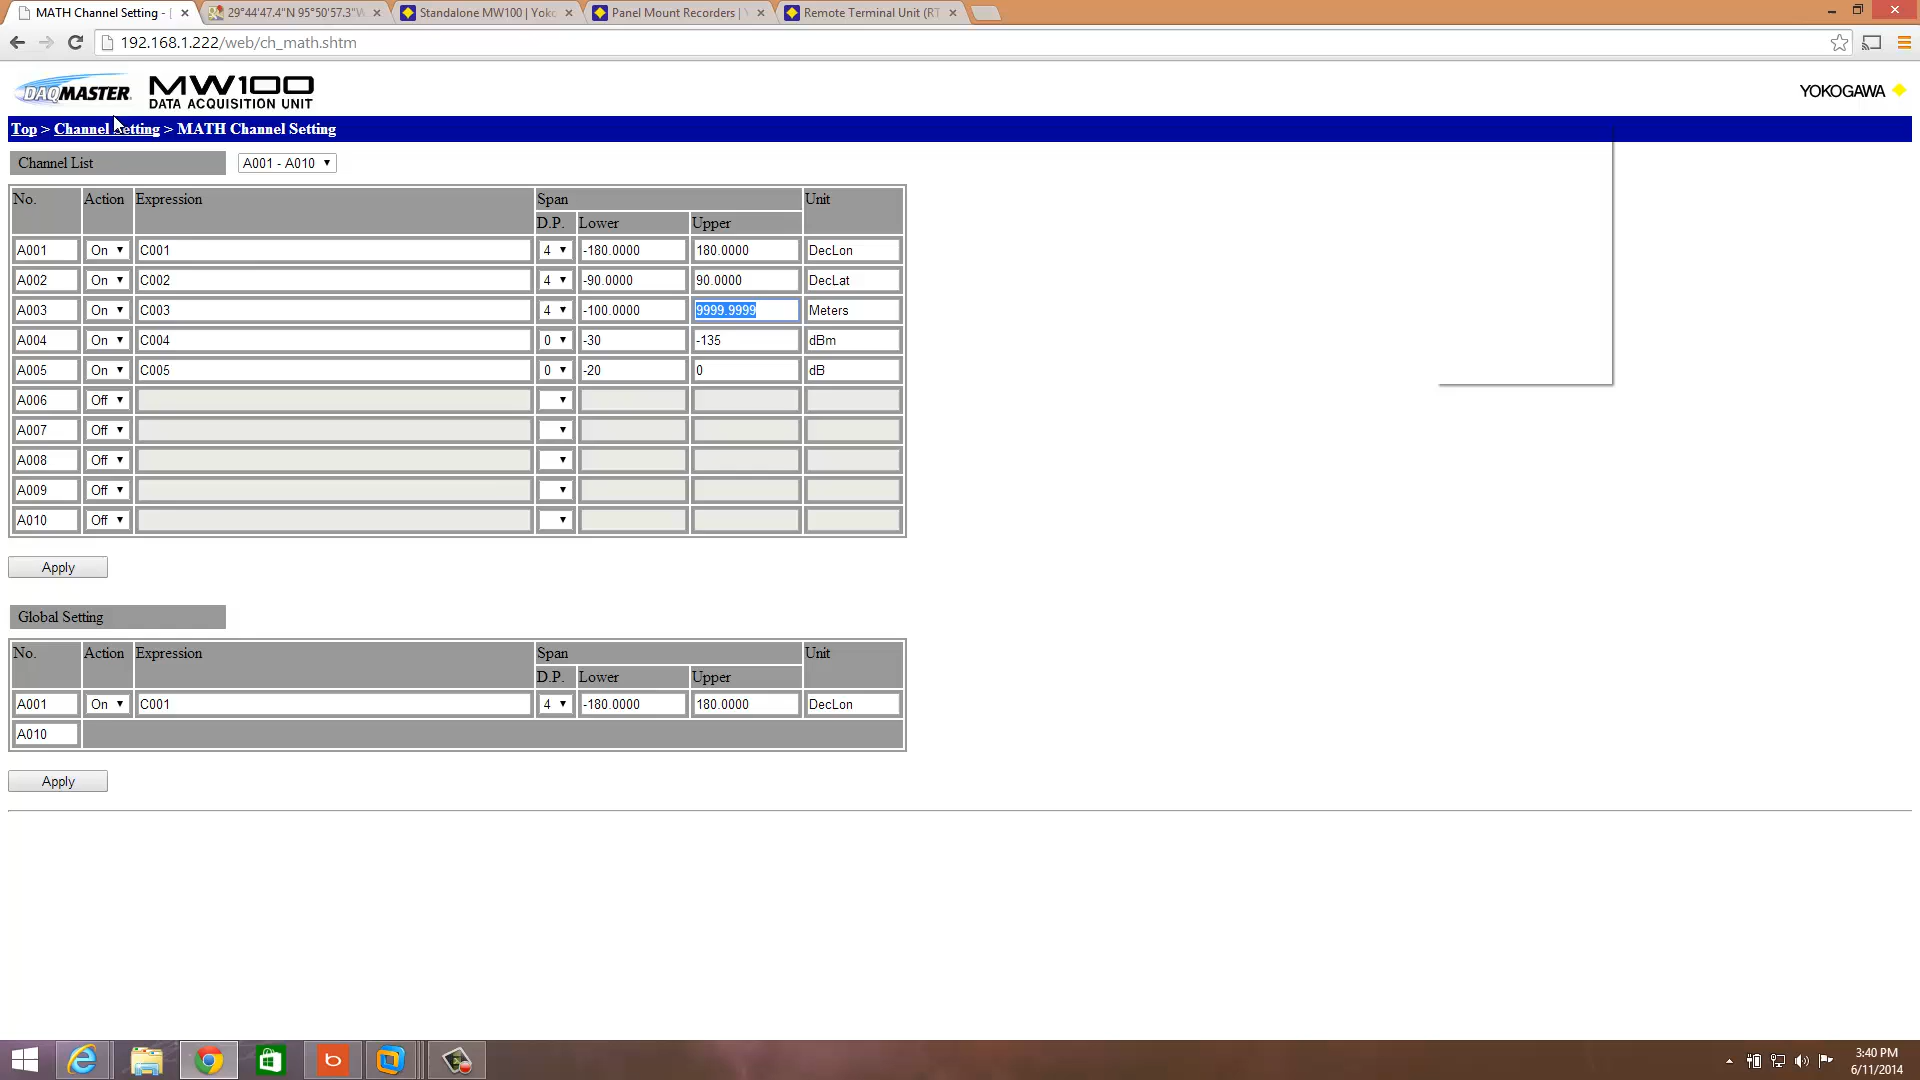 MATH Channel Setting - [
29°44'47.4"N 95°50'57.3"W
Standalone MW100 | Yoko
Panel Mount Recorders | Y
Remote Terminal Unit (RT
192.168.1.222/web/ch_math.shtm
DAQMASTER MW100
DATA ACQUISITION UNIT
YOKOGAWA
Top > Channel Setting > MATH Channel Setting
Channel List A001 - A010
No. Action Expression Span Unit
D.P. Lower Upper
A001 On C001 4 -180.0000 180.0000 DecLon
A002 On C002 4 -90.0000 90.0000 DecLat
A003 On C003 4 -100.0000 9999.9999 Meters
A004 On C004 0 -30 -135 dBm
A005 On C005 0 -20 0 dB
A006 Off
A007 Off
A008 Off
A009 Off
A010 Off
Apply
Global Setting
No. Action Expression Span Unit
D.P. Lower Upper
A001 On C001 4 -180.0000 180.0000 DecLon
A010
Apply
b
3:40 PM
6/11/2014